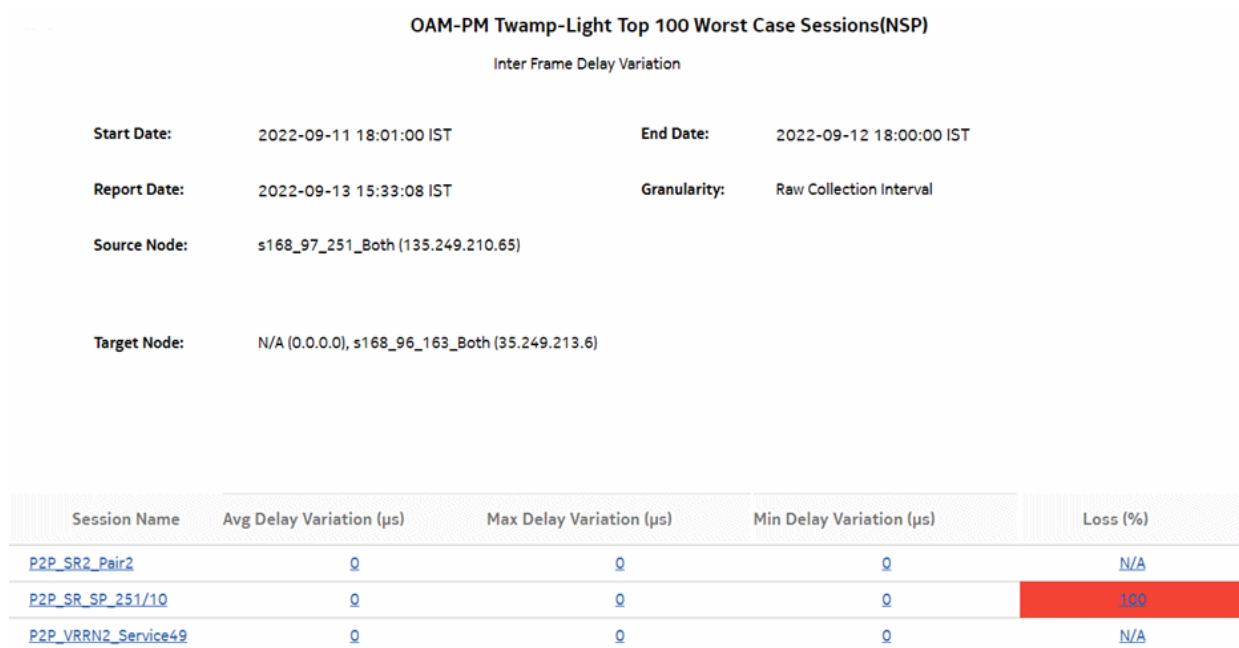 OAM-PM Twamp-Light Top 100 Worst Case Sessions(NSP)
Inter Frame Delay Variation
Start Date: 2022-09-11 18:01:00 IST End Date: 2022-09-12 18:00:00 IST
Report Date: 2022-09-13 15:33:08 IST Granularity: Raw Collection Interval
Source Node: s168_97_251_Both (135.249.210.65)
Target Node: N/A (0.0.0.0), s168_96_163_Both (35.249.213.6)
Session Name Avg Delay Variation (µs) Max Delay Variation (µs) Min Delay Variation (µs) Loss (%)
P2P_SR2_Pair2 0 0 0 N/A
P2P_SR_SP_251/10 0 0 0 100
P2P_VRRN2_Service49 0 0 0 N/A